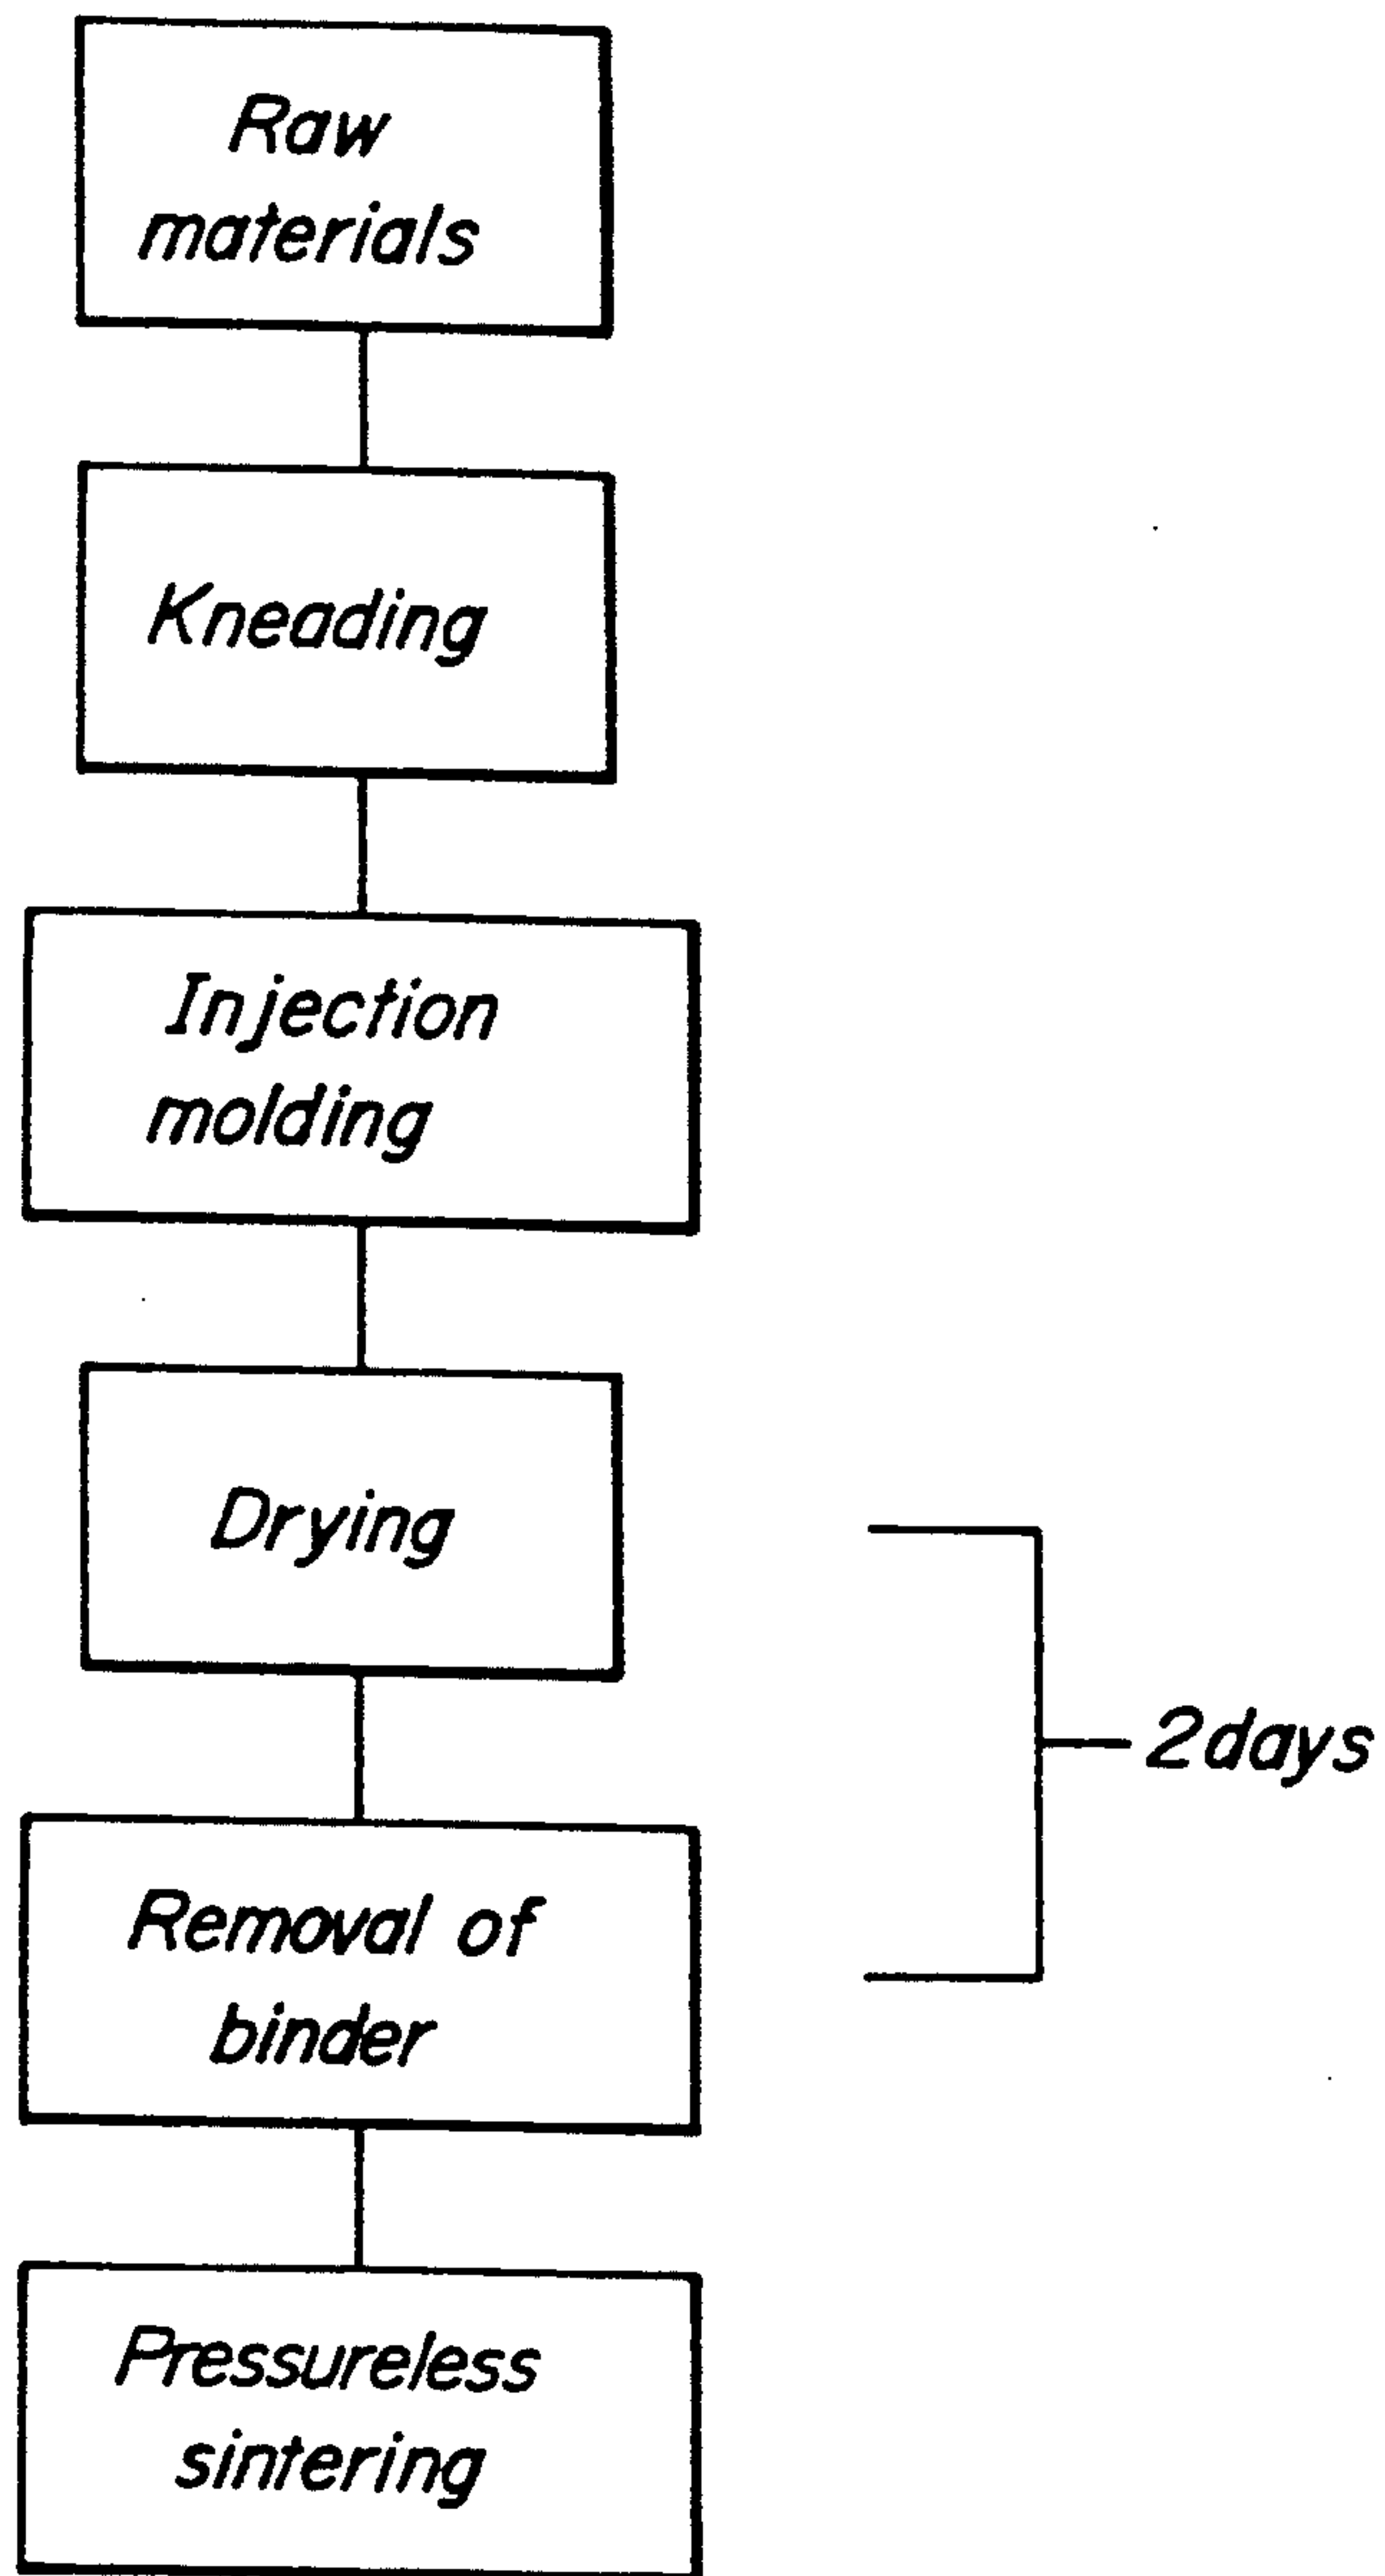 Raw
materials
Kneading
Injection
molding
Drying
2days
Removal of
binder
Pressureless
sintering